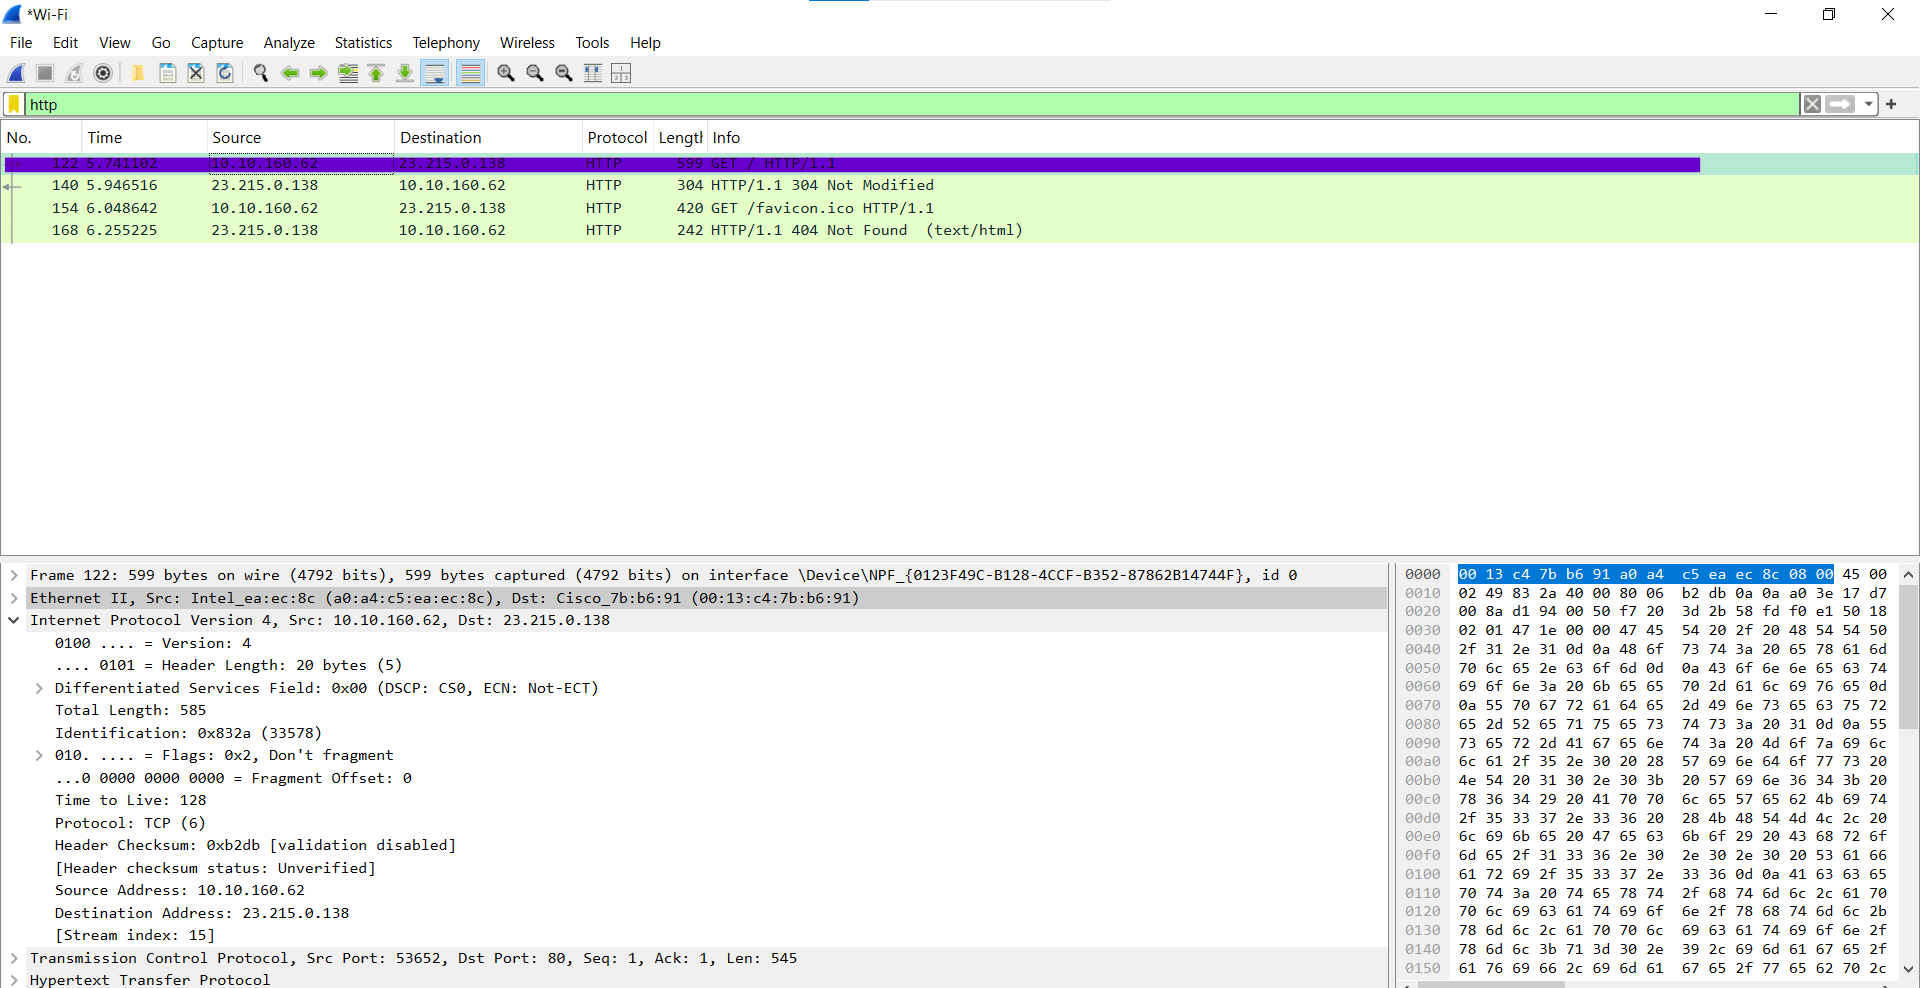 *Wi-Fi
File Edit View Go Capture Analyze Statistics Telephony Wireless Tools Help
http
No. Time Source Destination Protocol Length Info
122 5.741102 10.10.160.62 23.215.0.138 HTTP 599 GET / HTTP/1.1
140 5.946516 23.215.0.138 10.10.160.62 HTTP 304 HTTP/1.1 304 Not Modified
154 6.048642 10.10.160.62 23.215.0.138 HTTP 420 GET /favicon.ico HTTP/1.1
168 6.255225 23.215.0.138 10.10.160.62 HTTP 242 HTTP/1.1 404 Not Found (text/html)
Frame 122: 599 bytes on wire (4792 bits), 599 bytes captured (4792 bits) on interface \Device\NPF_{0123F49C-B128-4CCF-B352-87862B14744F}, id 0
Ethernet II, Src: Intel_ea:ec:8c (a0:a4:c5:ea:ec:8c), Dst: Cisco_7b:b6:91 (00:13:c4:7b:b6:91)
Internet Protocol Version 4, Src: 10.10.160.62, Dst: 23.215.0.138
0100 .... = Version: 4
.... 0101 = Header Length: 20 bytes (5)
Differentiated Services Field: 0x00 (DSCP: CS0, ECN: Not-ECT)
Total Length: 585
Identification: 0x832a (33578)
010. .... = Flags: 0x2, Don't fragment
...0 0000 0000 0000 = Fragment Offset: 0
Time to Live: 128
Protocol: TCP (6)
Header Checksum: 0xb2db [validation disabled]
[Header checksum status: Unverified]
Source Address: 10.10.160.62
Destination Address: 23.215.0.138
[Stream index: 15]
Transmission Control Protocol, Src Port: 53652, Dst Port: 80, Seq: 1, Ack: 1, Len: 545
Hypertext Transfer Protocol
0000 00 13 c4 7b b6 91 a0 a4 c5 ea ec 8c 08 00 45 00
0010 02 49 83 2a 40 00 80 06 b2 db 0a 0a a0 3e 17 d7
0020 00 8a d1 94 00 50 f7 20 3d 2b 58 fd f0 e1 50 18
0030 02 01 47 1e 00 00 47 45 54 20 2f 20 48 54 54 50
0040 2f 31 2e 31 0d 0a 48 6f 73 74 3a 20 65 78 61 6d
0050 70 6c 65 2e 63 6f 6d 0d 0a 43 6f 6e 6e 65 63 74
0060 69 6f 6e 3a 20 6b 65 65 70 2d 61 6c 69 76 65 0d
0070 0a 55 70 67 72 61 64 65 2d 49 6e 73 65 63 75 72
0080 65 2d 52 65 71 75 65 73 74 73 3a 20 31 0d 0a 55
0090 73 65 72 2d 41 67 65 6e 74 3a 20 4d 6f 7a 69 6c
00a0 6c 61 2f 35 2e 30 20 28 57 69 6e 64 6f 77 73 20
00b0 4e 54 20 31 30 2e 30 3b 20 57 69 6e 36 34 3b 20
00c0 78 36 34 29 20 41 70 70 6c 65 57 65 62 4b 69 74
00d0 2f 35 33 37 2e 33 36 20 28 4b 48 54 4d 4c 2c 20
00e0 6c 69 6b 65 20 47 65 63 6b 6f 29 20 43 68 72 6f
00f0 6d 65 2f 31 33 36 2e 30 2e 30 2e 30 20 53 61 66
0100 61 72 69 2f 35 33 37 2e 33 36 0d 0a 41 63 63 65
0110 70 74 3a 20 74 65 78 74 2f 68 74 6d 6c 2c 61 70
0120 70 6c 69 63 61 74 69 6f 6e 2f 78 68 74 6d 6c 2b
0130 78 6d 6c 2c 61 70 70 6c 69 63 61 74 69 6f 6e 2f
0140 78 6d 6c 3b 71 3d 30 2e 39 2c 69 6d 61 67 65 2f
0150 61 76 69 66 2c 69 6d 61 67 65 2f 77 65 62 70 2c